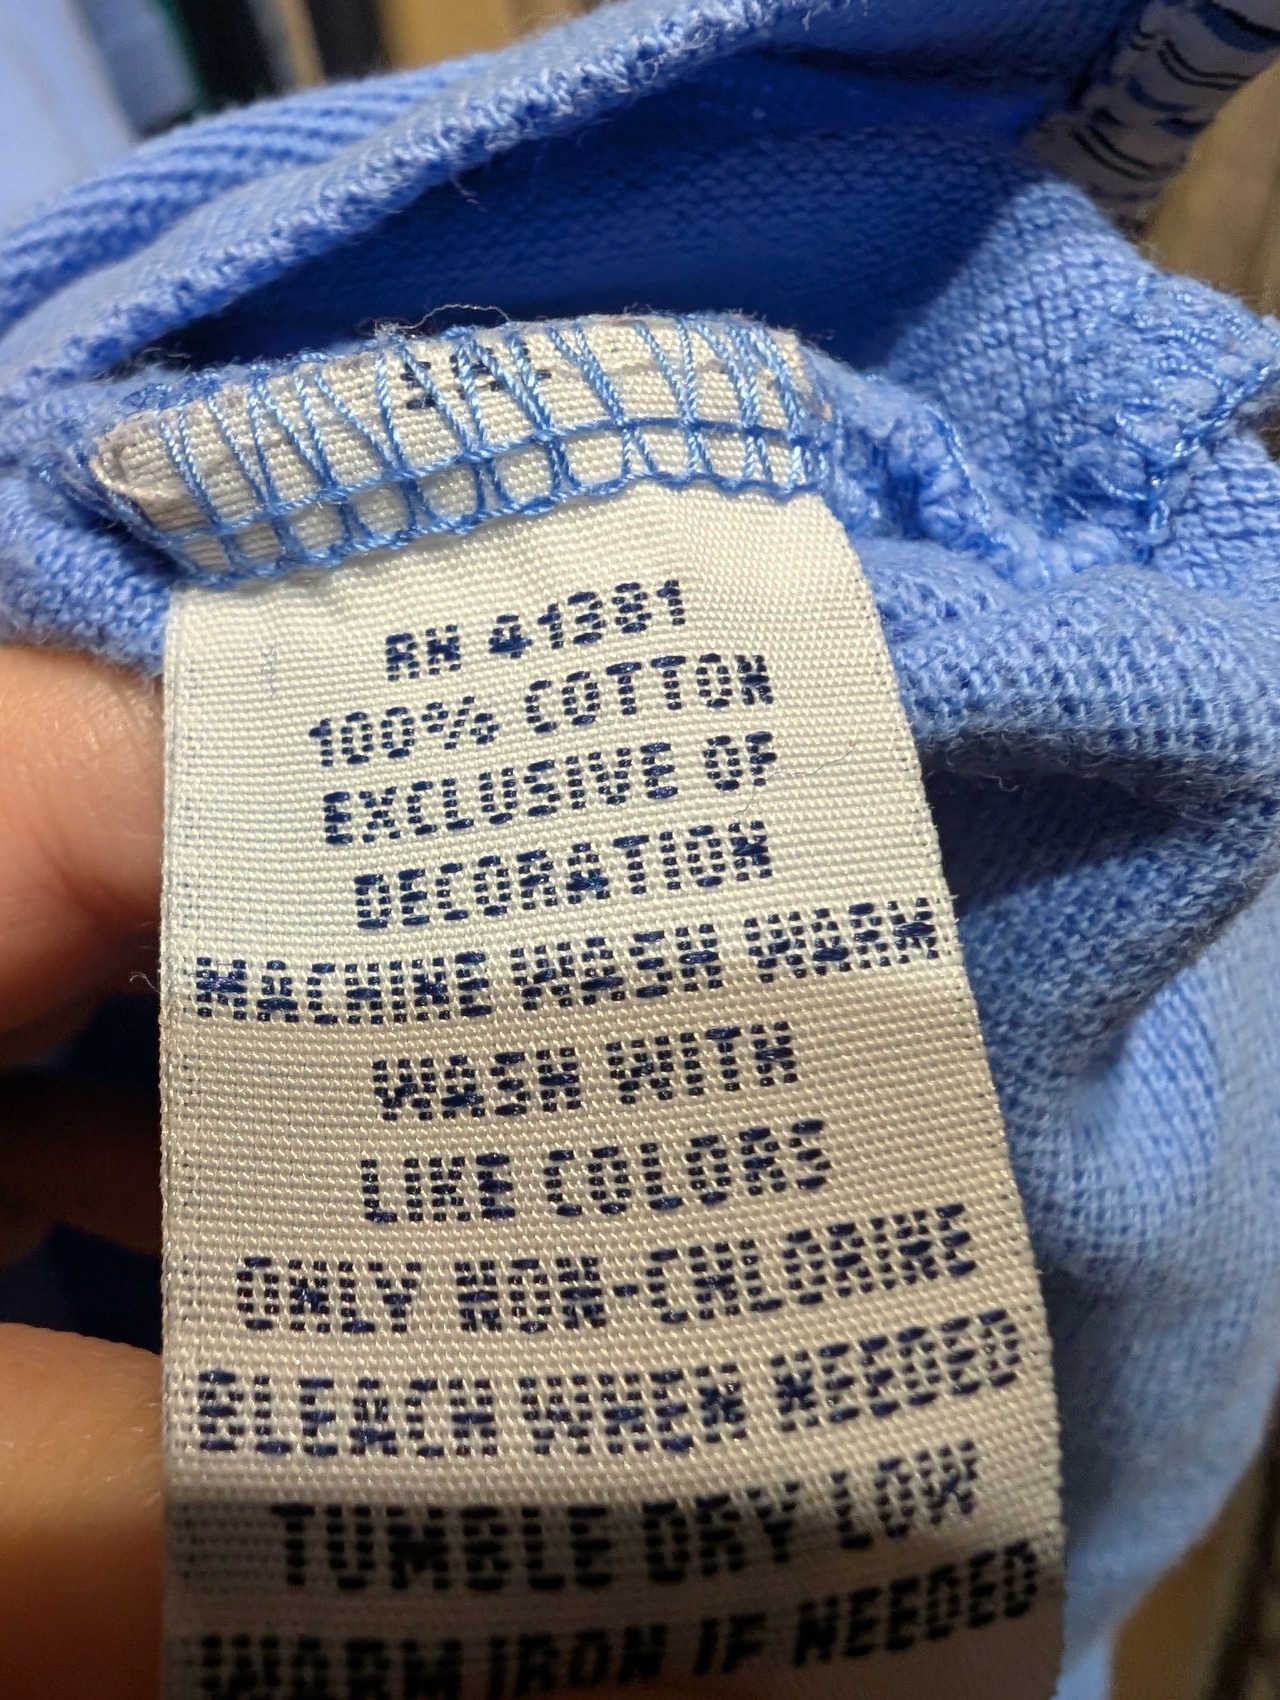 RN 41381
100% COTTON
EXCLUSIVE OF
DECORATION
MACHINE WASH WARM
WASH WITH
LIKE COLORS
ONLY NON-CHLORINE
BLEACH WHEN NEEDED
TUMBLE DRY LOW
WARM IRON IF NEEDED